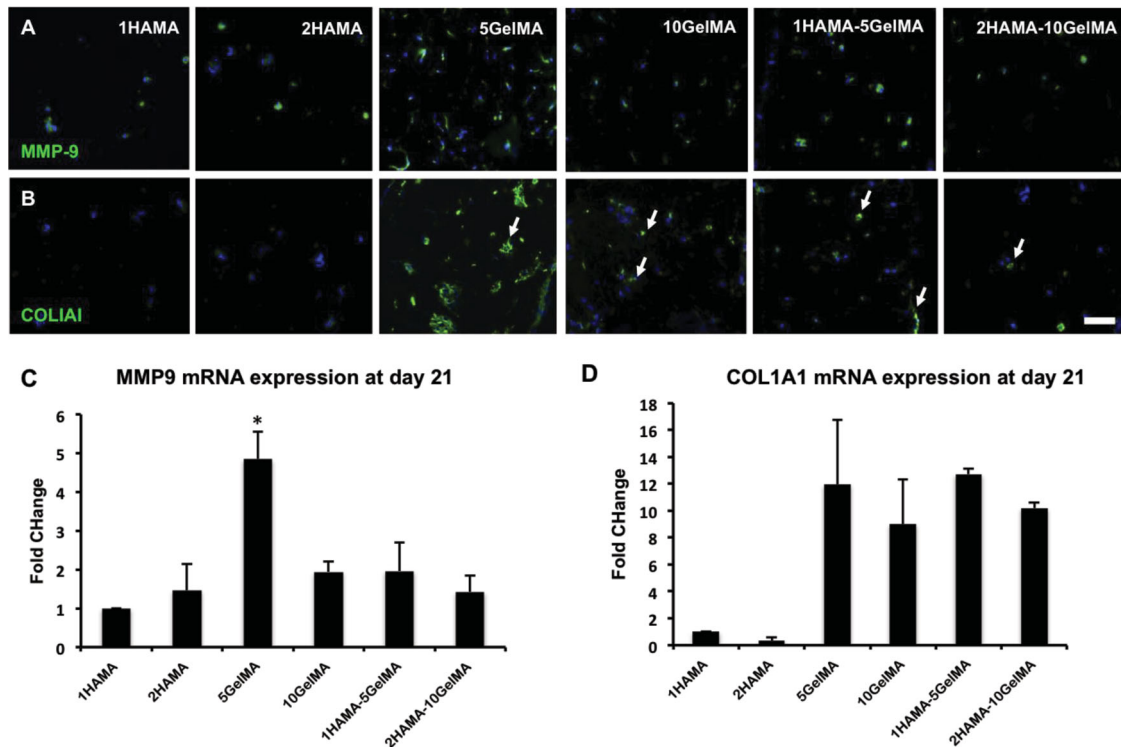 A 1HAMA 2HAMA 5GelMA 10GelMA 1HAMA-5GelMA 2HAMA-10GelMA
MMP-9
B
COLIAI
C MMP9 mRNA expression at day 21
6
5
4
3
2
1
0
Fold CHange
*
1HAMA
2HAMA
5GelMA
10GelMA
1HAMA-5GelMA
2HAMA-10GelMA
D COL1A1 mRNA expression at day 21
18
16
14
12
10
8
6
4
2
0
Fold CHange
1HAMA
2HAMA
5GelMA
10GelMA
1HAMA-5GelMA
2HAMA-10GelMA